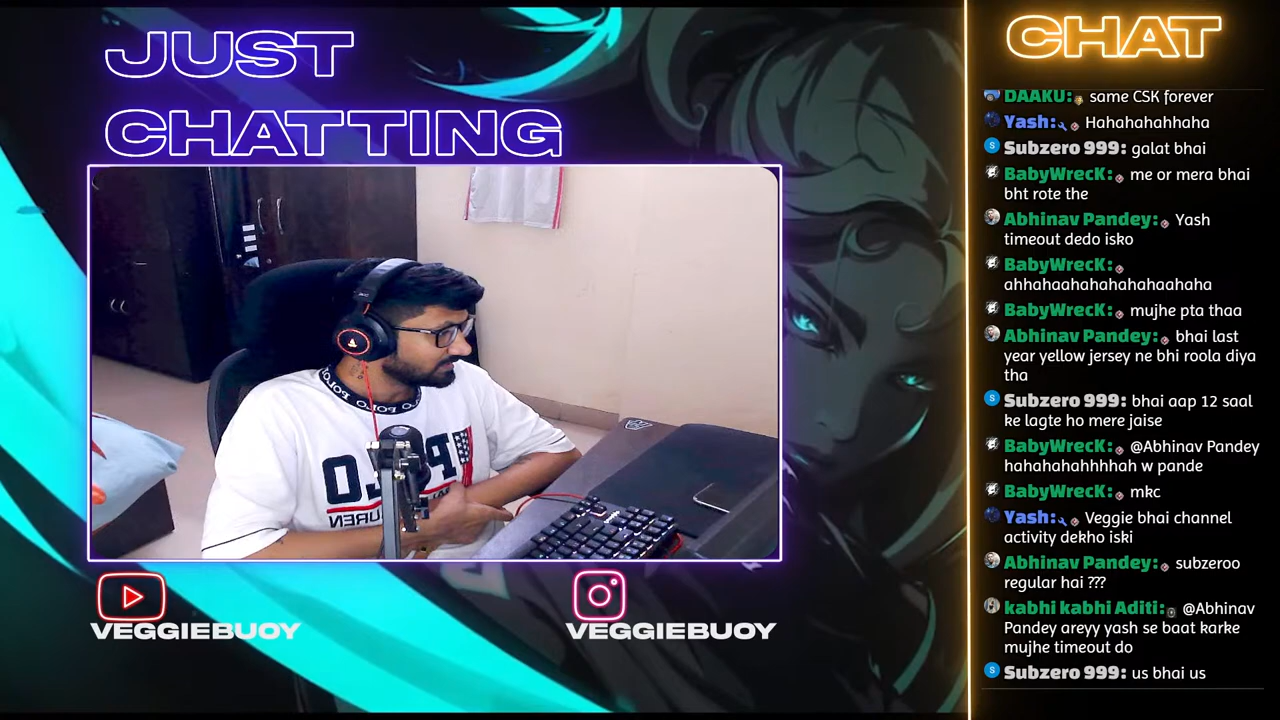 JUST
CHATTING
VEGGIEBUOY
VEGGIEBUOY
CHAT
DAAKU: same CSK forever
Yash: Hahahahahhaha
Subzero 999: galat bhai
BabyWrecK: me or mera bhai
bht rote the
Abhinav Pandey: Yash
timeout dedo isko
BabyWrecK:
ahhahaahahahahahaahaha
BabyWrecK: mujhe pta thaa
Abhinav Pandey: bhai last
year yellow jersey ne bhi roola diya
tha
Subzero 999: bhai aap 12 saal
ke lagte ho mere jaise
BabyWrecK: @Abhinav Pandey
hahahahahhhhah w pande
BabyWrecK: mkc
Yash: Veggie bhai channel
activity dekho iski
Abhinav Pandey: subzeroo
regular hai ???
kabhi kabhi Aditi: @Abhinav
Pandey areyy yash se baat karke
mujhe timeout do
Subzero 999: us bhai us